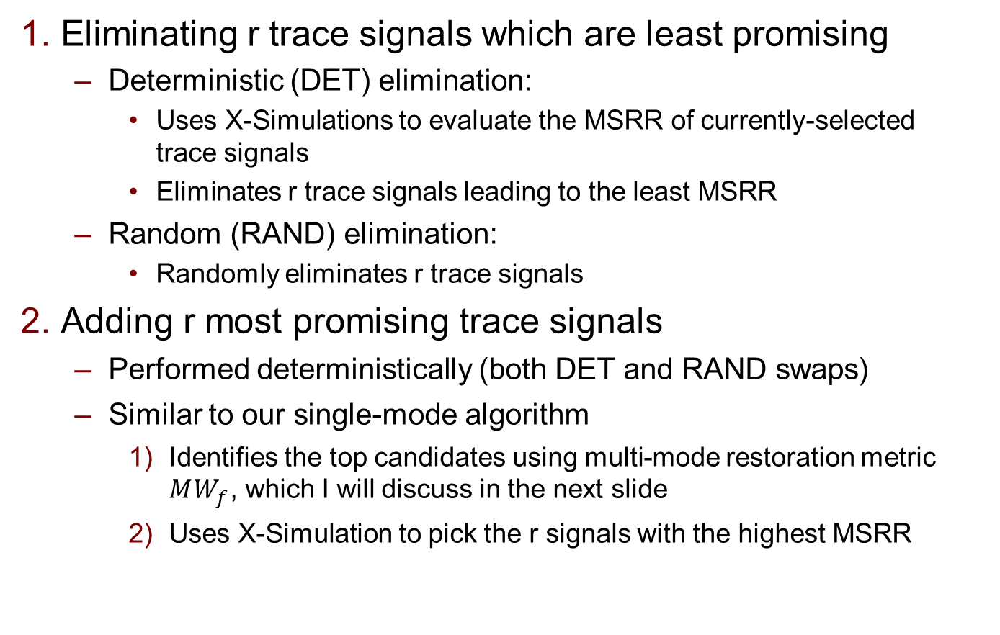 1. Eliminating r trace signals which are least promising
– Deterministic (DET) elimination:
• Uses X-Simulations to evaluate the MSRR of currently-selected
trace signals
• Eliminates r trace signals leading to the least MSRR
– Random (RAND) elimination:
• Randomly eliminates r trace signals
2. Adding r most promising trace signals
– Performed deterministically (both DET and RAND swaps)
– Similar to our single-mode algorithm
1) Identifies the top candidates using multi-mode restoration metric
𝑀𝑊𝑓, which I will discuss in the next slide
2) Uses X-Simulation to pick the r signals with the highest MSRR